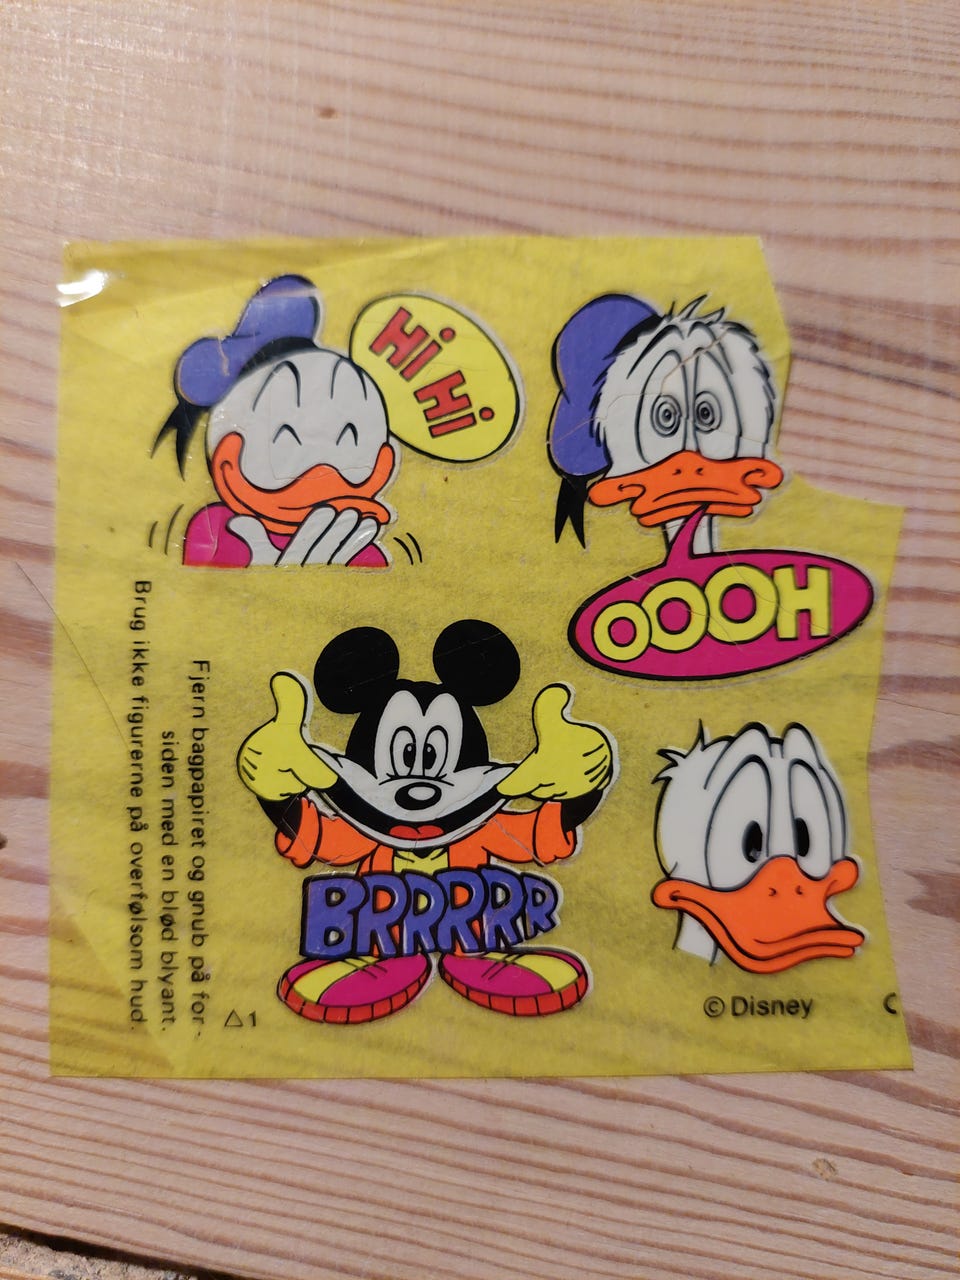 Hi Hi
OOOH
BRRRRR
Fjern bagpapiret og gnub på for-
siden med en blød blyant.
Brug ikke figurerne på overfølsom hud.
△1
© Disney
C